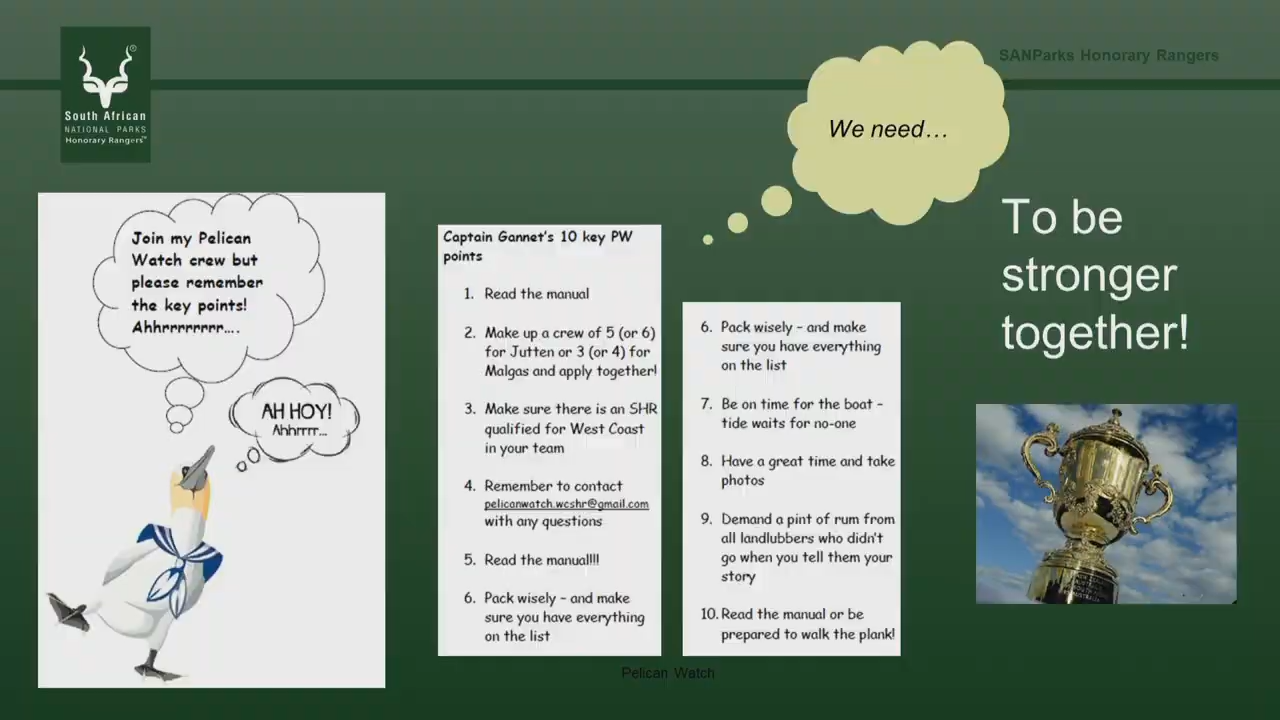 South African
NATIONAL PARKS
Honorary Rangers™
SANParks Honorary Rangers
We need…
To be
stronger
together!
Join my Pelican
Watch crew but
please remember
the key points!
Ahhrrrrrrrr….
AH HOY!
Ahhrrr...
Captain Gannet's 10 key PW
points
1. Read the manual
2. Make up a crew of 5 (or 6)
for Jutten or 3 (or 4) for
Malgas and apply together!
3. Make sure there is an SHR
qualified for West Coast
in your team
4. Remember to contact
pelicanwatch.wcshr@gmail.com
with any questions
5. Read the manual!!!
6. Pack wisely – and make
sure you have everything
on the list
6. Pack wisely – and make
sure you have everything
on the list
7. Be on time for the boat –
tide waits for no-one
8. Have a great time and take
photos
9. Demand a pint of rum from
all landlubbers who didn't
go when you tell them your
story
10. Read the manual or be
prepared to walk the plank!
Pelican Watch